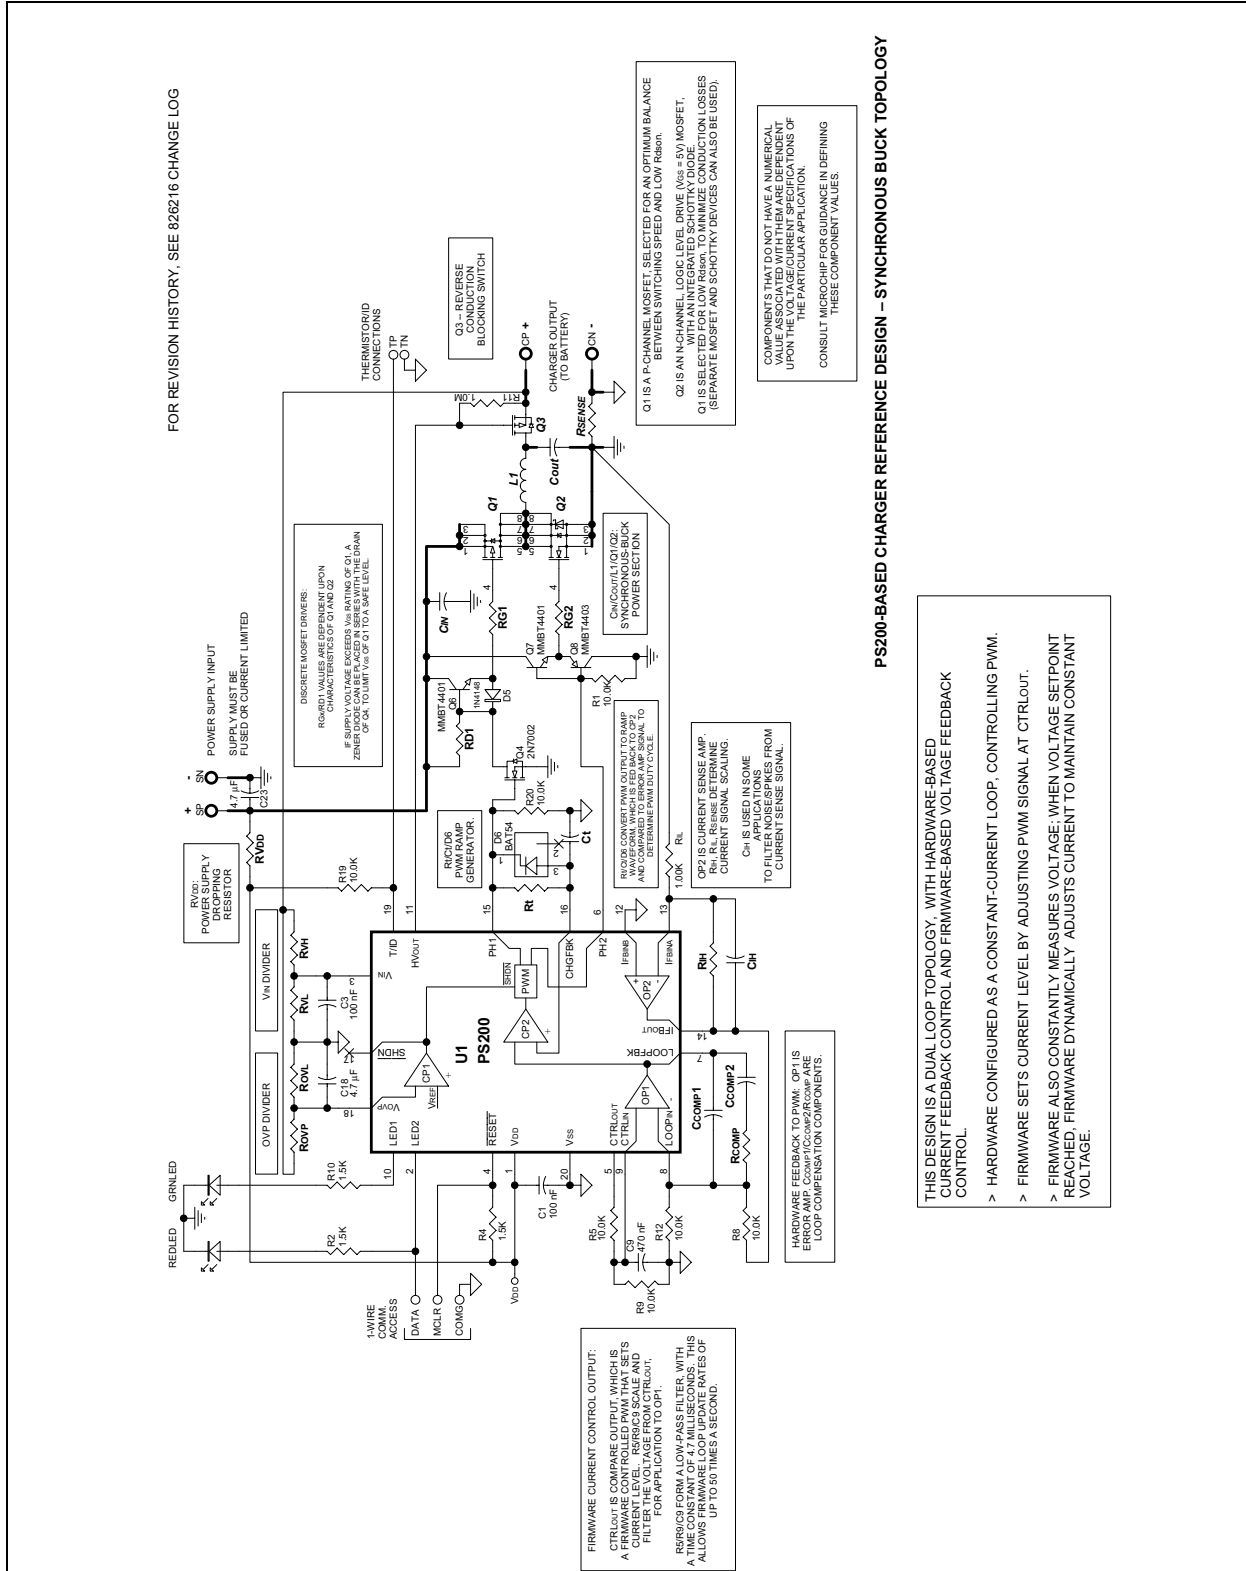 FOR REVISION HISTORY, SEE 826216 CHANGE LOG
POWER SUPPLY INPUT
SUPPLY MUST BE
FUSED OR CURRENT LIMITED
+
-
SP
SN
4.7 µF
C23
RVDD
RVDD:
POWER SUPPLY
DROPPING
RESISTOR
DISCRETE MOSFET DRIVERS:
RGX/RD1 VALUES ARE DEPENDENT UPON
CHARACTERISTICS OF Q1 AND Q2
IF SUPPLY VOLTAGE EXCEEDS VGS RATING OF Q1, A
ZENER DIODE CAN BE PLACED IN SERIES WITH THE DRAIN
OF Q4, TO LIMIT VGS OF Q1 TO A SAFE LEVEL.
THERMISTOR/ID
CONNECTIONS
TP
TN
Q3 – REVERSE
CONDUCTION
BLOCKING SWITCH
CP +
CHARGER OUTPUT
(TO BATTERY)
CN -
R11
1.0M
Q3
RSENSE
Cout
L1
Q1
Q2
1
2
3
4
5
6
7
8
5
6
7
8
1
2
3
4
CIN
RG1
RG2
CIN/COUT/L1/Q1/Q2:
SYNCHRONOUS-BUCK
POWER SECTION
Q7
MMBT4401
Q8
MMBT4403
R1
10.0K
MMBT4401
Q6
1N4148
D5
RD1
Q4
2N7002
R20
10.0K
D6
BAT54
1
2
3
Ct
Rt
Rt/Ct/D6
PWM RAMP
GENERATOR.
Rt/Ct/D6 CONVERT PWM OUTPUT TO RAMP
WAVEFORM, WHICH IS FED BACK TO CP2
AND COMPARED TO ERROR AMP SIGNAL TO
DETERMINE PWM DUTY CYCLE.
OP2 IS CURRENT SENSE AMP.
RIH, RIL, RSENSE DETERMINE
CURRENT SIGNAL SCALING.
CIH IS USED IN SOME
APPLICATIONS
TO FILTER NOISE/SPIKES FROM
CURRENT SENSE SIGNAL.
RIL
1.00K
RIH
CIH
R19
10.0K
VIN DIVIDER
OVP DIVIDER
RVH
RVL
ROVL
ROVP
C3
100 nF
C18
4.7 µF
3
17
18
VIN
SHDN
VOVP
19
11
15
16
6
12
13
14
7
T/ID
HVOUT
PH1
CHGFBK
PH2
IFBINB
IFBINA
IFBOUT
LOOPFBK
SHDN
PWM
CP1
VREF
CP2
OP2
OP1
+
-
U1
PS200
LED1
LED2
RESET
VDD
VSS
CTRLOUT
CTRLIN
LOOPIN
10
2
4
1
20
5
9
8
GRNLED
REDLED
R10
1.5K
R2
1.5K
R4
1.5K
C1
100 nF
VDD
1-WIRE
COMM.
ACCESS
DATA
MCLR
COMG
R5
10.0K
C9
470 nF
R9
10.0K
R12
10.0K
R8
10.0K
RCOMP
CCOMP1
CCOMP2
HARDWARE FEEDBACK TO PWM: OP1 IS
ERROR AMP. CCOMP1/CCOMP2/RCOMP ARE
LOOP COMPENSATION COMPONENTS.
FIRMWARE CURRENT CONTROL OUTPUT:
CTRLOUT IS COMPARE OUTPUT, WHICH IS
A FIRMWARE CONTROLLED PWM THAT SETS
CURRENT LEVEL. R5/R9/C9 SCALE AND
FILTER THE VOLTAGE FROM CTRLOUT,
FOR APPLICATION TO OP1.
R5/R9/C9 FORM A LOW-PASS FILTER, WITH
A TIME CONSTANT OF 4.7 MILLISECONDS. THIS
ALLOWS FIRMWARE LOOP UPDATE RATES OF
UP TO 50 TIMES A SECOND.
Q1 IS A P-CHANNEL MOSFET, SELECTED FOR AN OPTIMUM BALANCE
BETWEEN SWITCHING SPEED AND LOW Rdson.
Q2 IS AN N-CHANNEL, LOGIC LEVEL DRIVE (VGS = 5V) MOSFET,
WITH AN INTEGRATED SCHOTTKY DIODE.
Q1 IS SELECTED FOR LOW Rdson, TO MINIMIZE CONDUCTION LOSSES
(SEPARATE MOSFET AND SCHOTTKY DEVICES CAN ALSO BE USED).
COMPONENTS THAT DO NOT HAVE A NUMERICAL
VALUE ASSOCIATED WITH THEM ARE DEPENDENT
UPON THE VOLTAGE/CURRENT SPECIFICATIONS OF
THE PARTICULAR APPLICATION.
CONSULT MICROCHIP FOR GUIDANCE IN DEFINING
THESE COMPONENT VALUES.
PS200-BASED CHARGER REFERENCE DESIGN – SYNCHRONOUS BUCK TOPOLOGY
THIS DESIGN IS A DUAL LOOP TOPOLOGY, WITH HARDWARE-BASED
CURRENT FEEDBACK CONTROL AND FIRMWARE-BASED VOLTAGE FEEDBACK
CONTROL.
> HARDWARE CONFIGURED AS A CONSTANT-CURRENT LOOP, CONTROLLING PWM.
> FIRMWARE SETS CURRENT LEVEL BY ADJUSTING PWM SIGNAL AT CTRLOUT.
> FIRMWARE ALSO CONSTANTLY MEASURES VOLTAGE; WHEN VOLTAGE SETPOINT
REACHED, FIRMWARE DYNAMICALLY ADJUSTS CURRENT TO MAINTAIN CONSTANT
VOLTAGE.